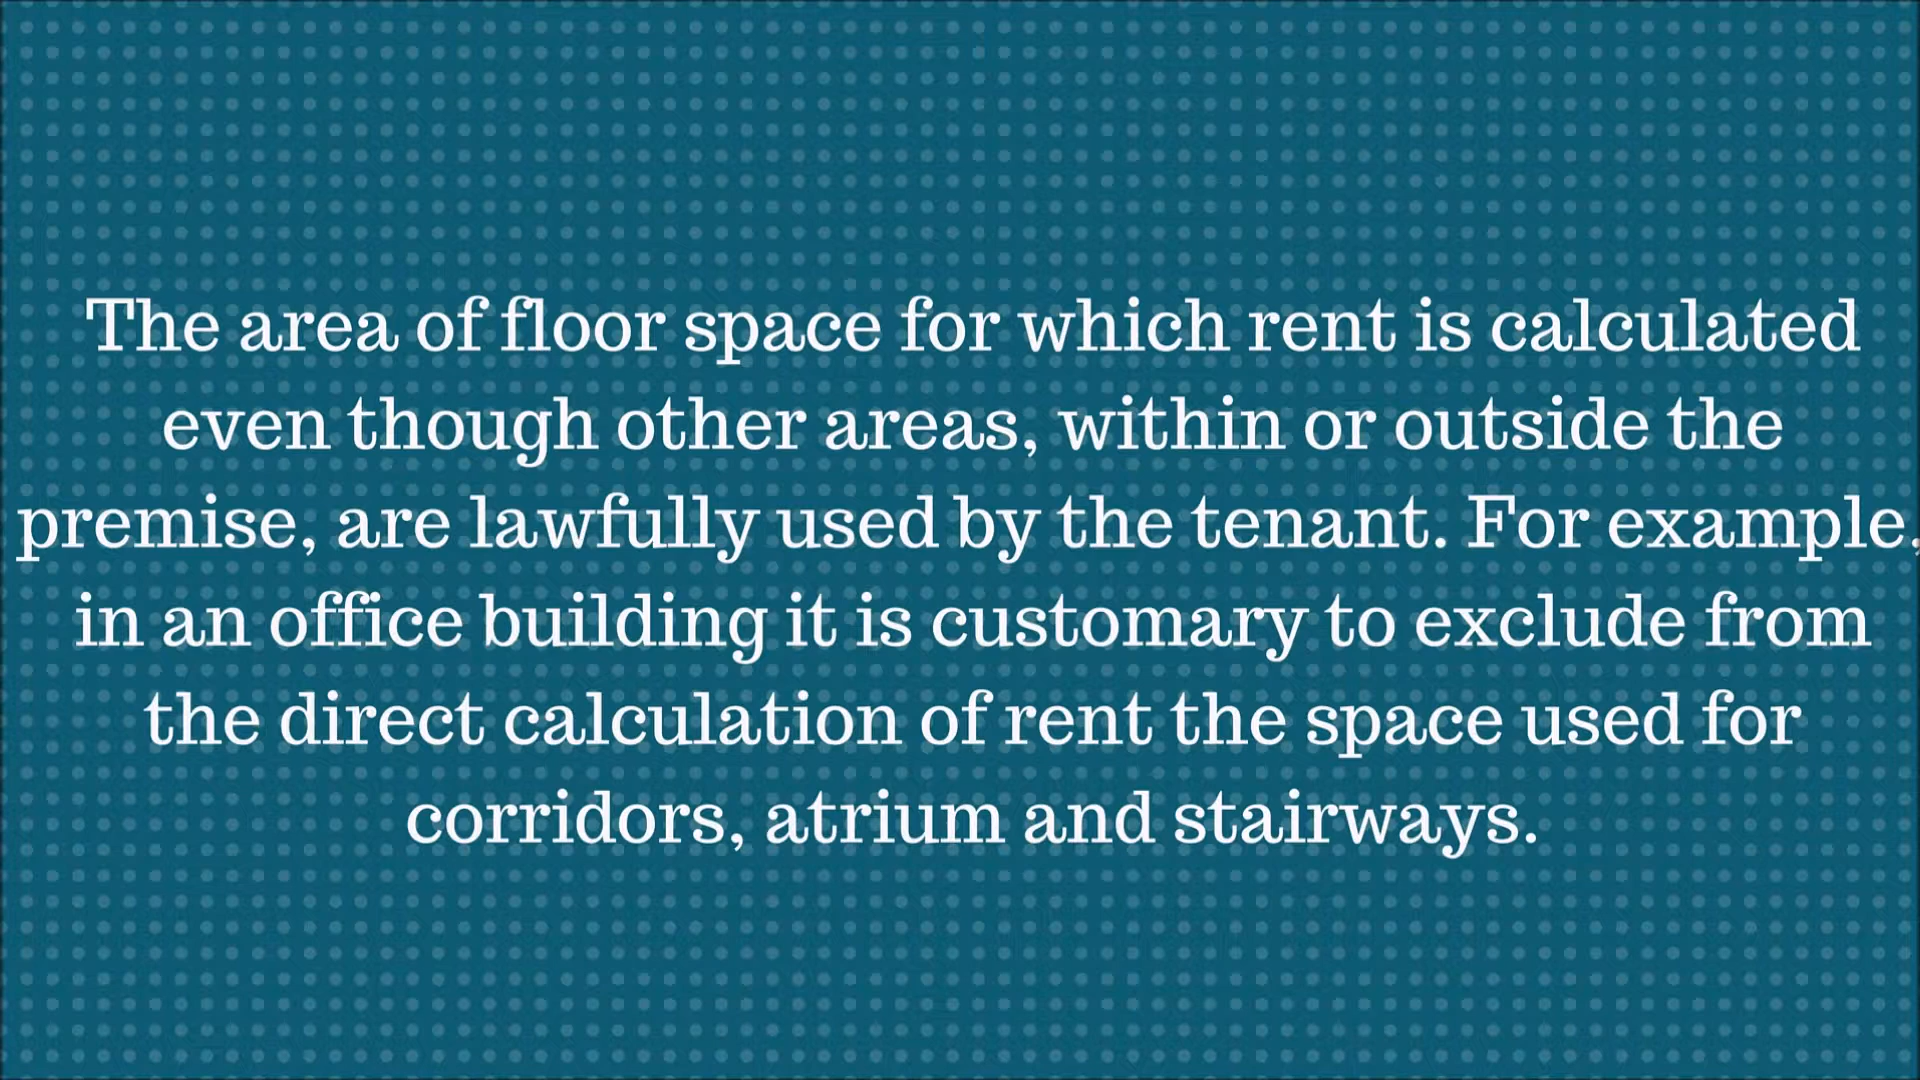 The area of floor space for which rent is calculated
even though other areas, within or outside the
premise, are lawfully used by the tenant. For example,
in an office building it is customary to exclude from
the direct calculation of rent the space used for
corridors, atrium and stairways.